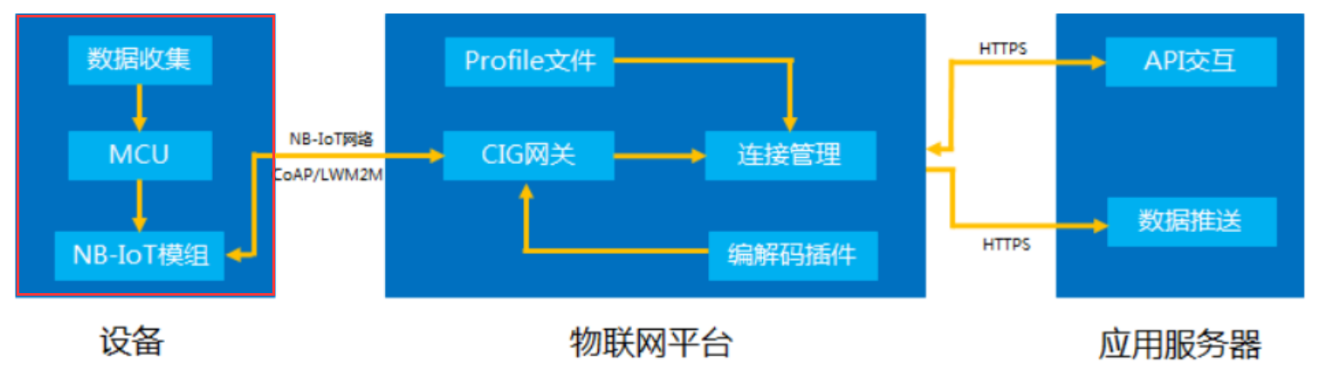 数据收集
MCU
NB-IoT模组
设备
NB-IoT网络
CoAP/LWM2M
Profile文件
CIG网关
连接管理
编解码插件
物联网平台
HTTPS
HTTPS
API交互
数据推送
应用服务器